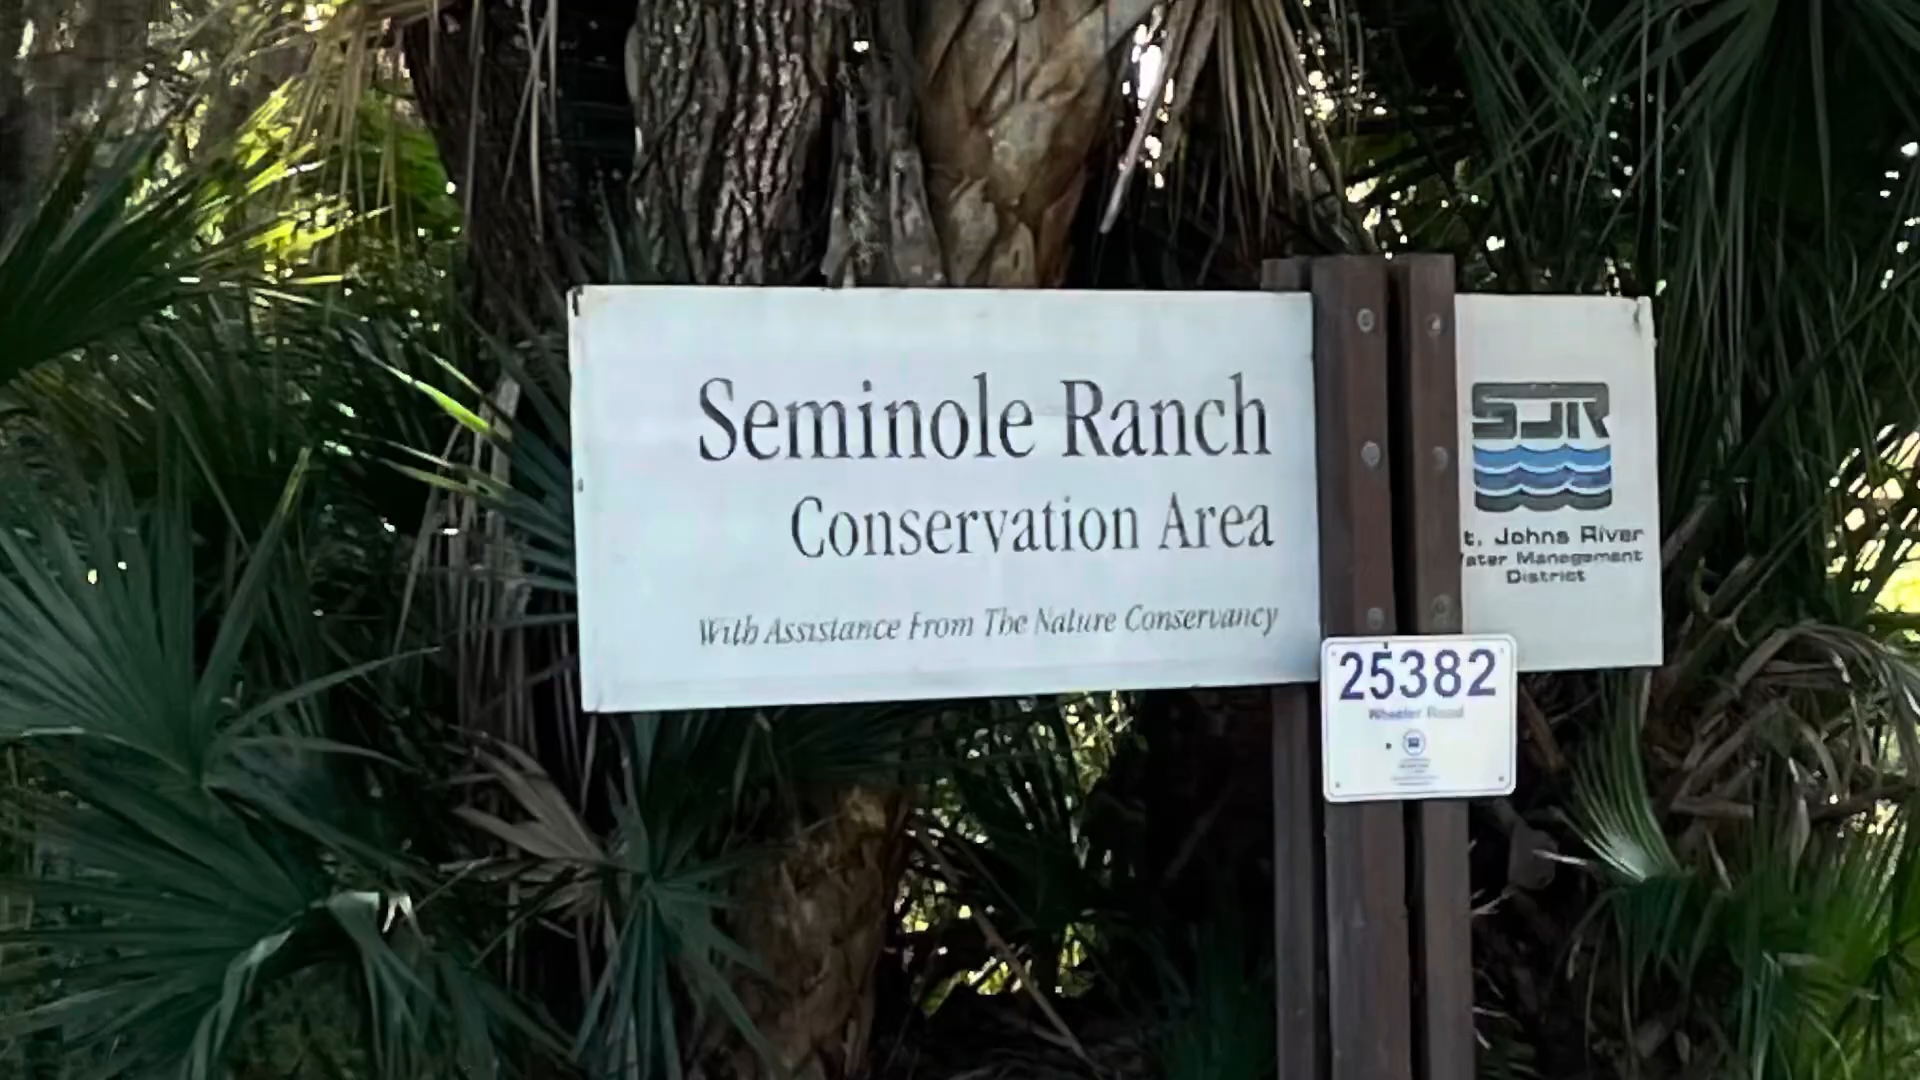 Seminole Ranch
Conservation Area
With Assistance From The Nature Conservancy
SJR
t. Johns River
ater Management
District
25382
Wheeler Road